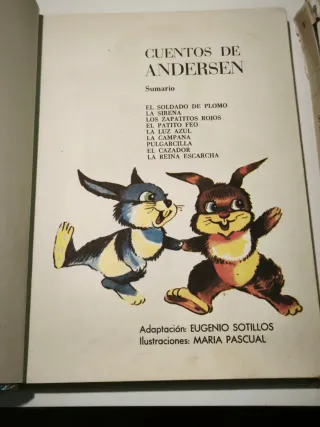 CUENTOS DE
ANDERSEN
Sumario
EL SOLDADO DE PLOMO
LA SIRENA
LOS ZAPATITOS ROJOS
EL PATITO FEO
LA LUZ AZUL
LA CAMPANA
PULGARCILLA
EL CAZADOR
LA REINA ESCARCHA
Adaptación: EUGENIO SOTILLOS
Ilustraciones: MARIA PASCUAL